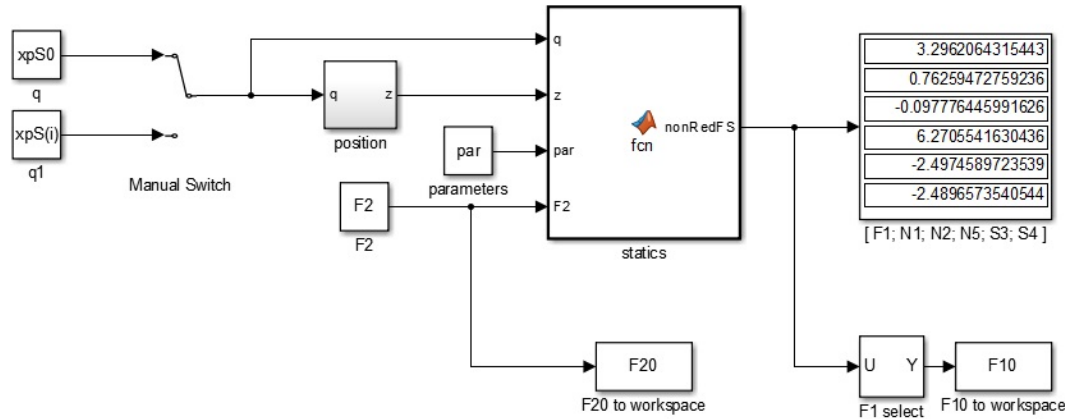 xpS0
q
xpS(i)
q1
Manual Switch
q
z
position
par
parameters
F2
F2
q
z
par
F2
fcn
nonRedFS
statics
3.2962064315443
0.76259472759236
-0.097776445991626
6.2705541630436
-2.4974589723539
-2.4896573540544
[ F1; N1; N2; N5; S3; S4 ]
F20
F20 to workspace
U
Y
F1 select
F10
F10 to workspace